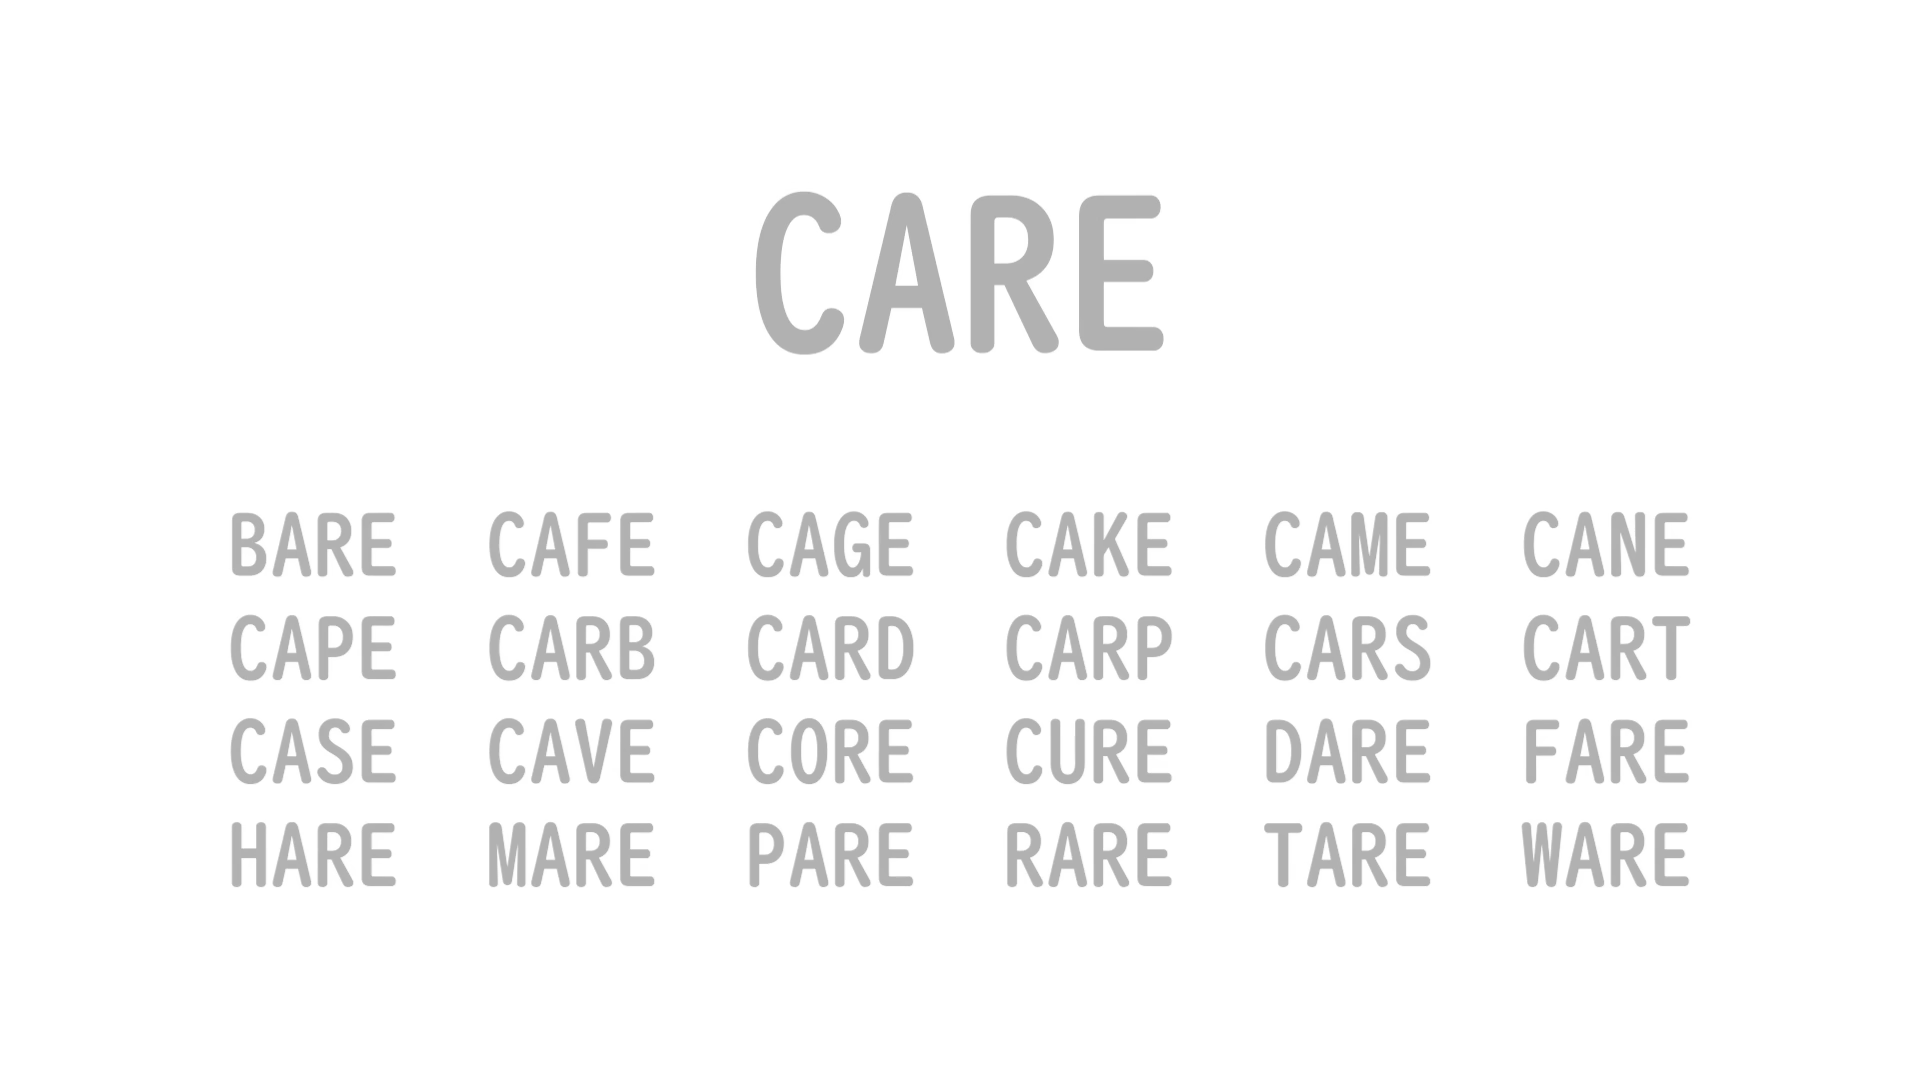 CARE
BARE CAFE CAGE CAKE CAME CANE
CAPE CARB CARD CARP CARS CART
CASE CAVE CORE CURE DARE FARE
HARE MARE PARE RARE TARE WARE